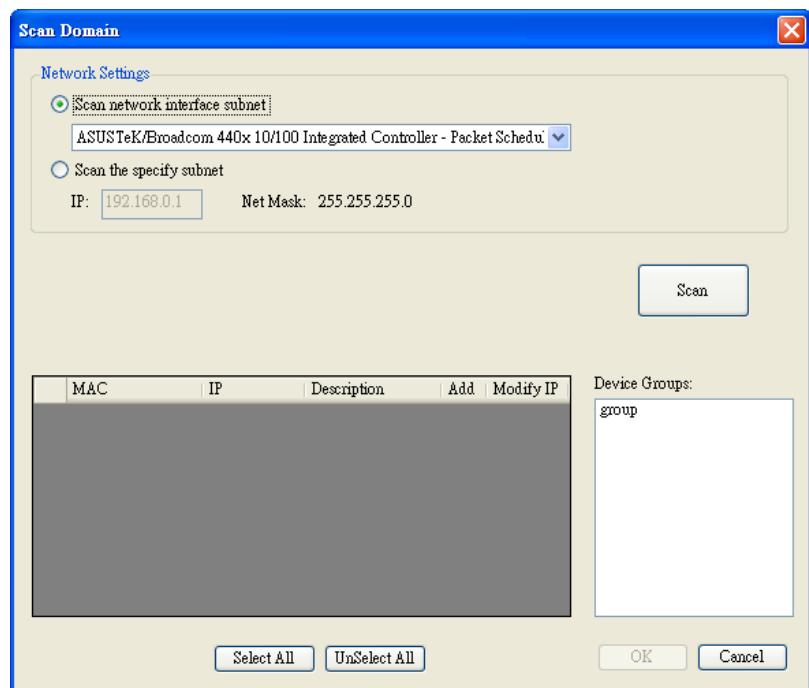 Scan Domain
Network Settings
Scan network interface subnet
ASUSTeK/Broadcom 440x 10/100 Integrated Controller - Packet Schedul
Scan the specify subnet
IP: 192.168.0.1 Net Mask: 255.255.255.0
Scan
MAC IP Description Add Modify IP
Device Groups:
group
Select All UnSelect All OK Cancel